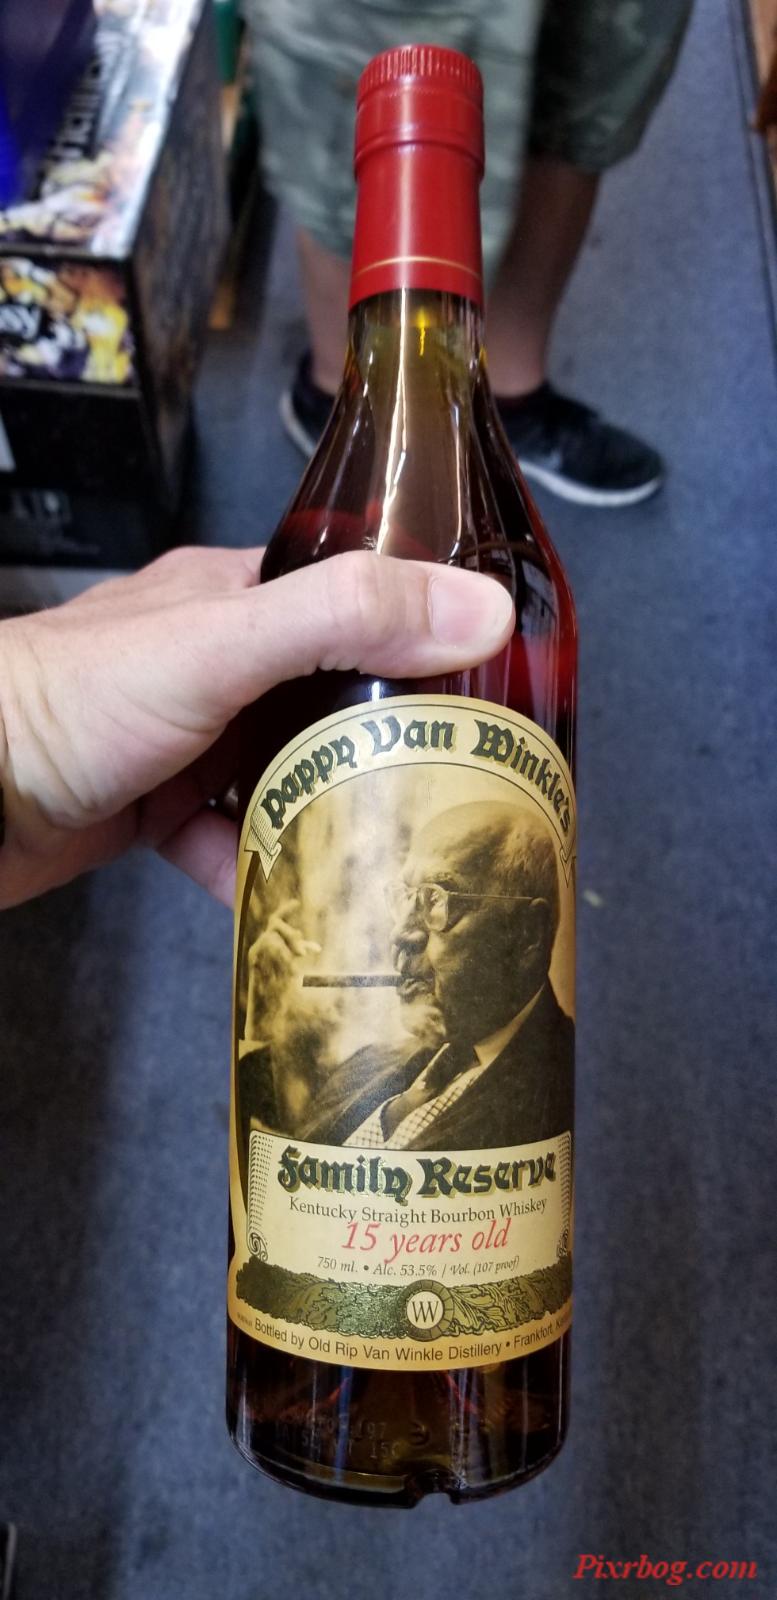 Pappy Van Winkle's
Family Reserve
Kentucky Straight Bourbon Whiskey
15 years old
750 ml. • Alc. 53.5% / Vol. (107 proof)
VW
Bottled by Old Rip Van Winkle Distillery • Frankfort,
Pixrbog.com